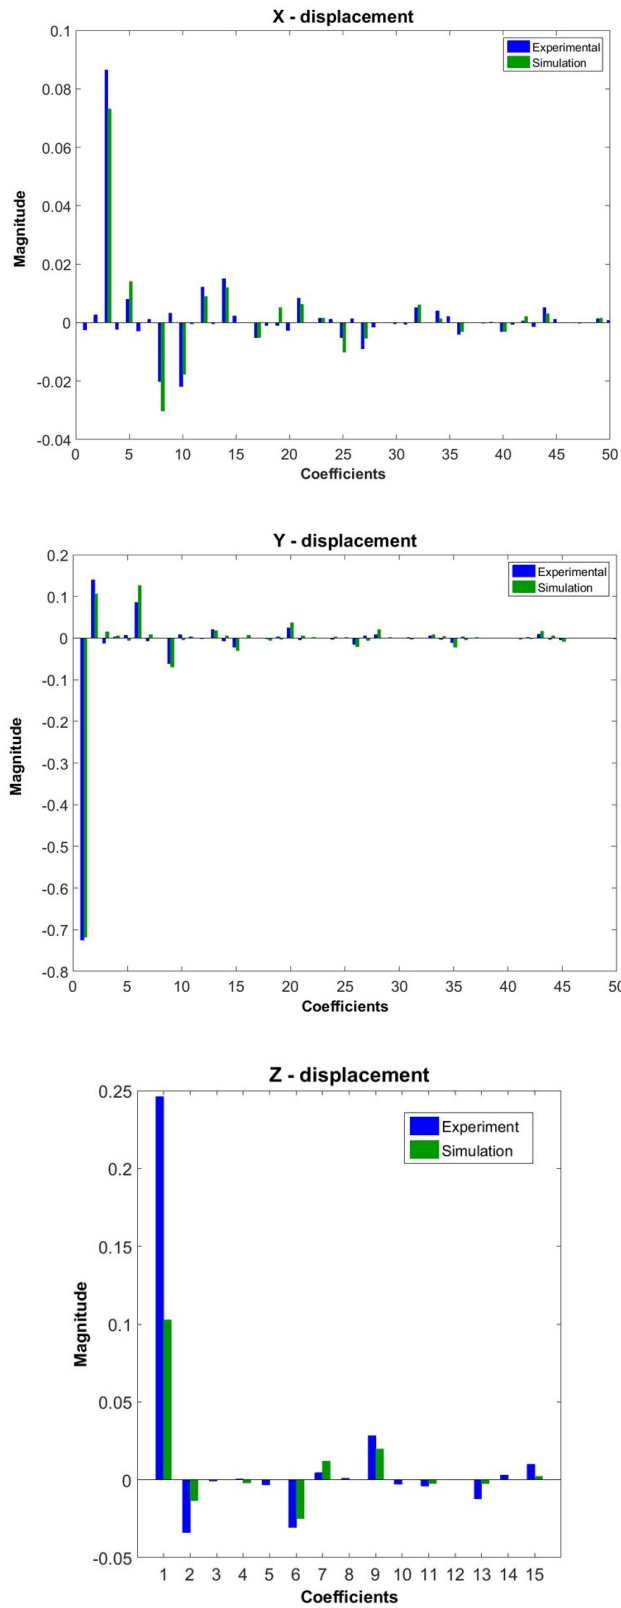 X - displacement
0.1
Experimental
Simulation
0.08
0.06
0.04
0.02
0
-0.02
-0.04
Magnitude
0 5 10 15 20 25 30 35 40 45 50
Coefficients
Y - displacement
0.2
Experimental
Simulation
0.1
0
-0.1
-0.2
-0.3
-0.4
-0.5
-0.6
-0.7
-0.8
Magnitude
0 5 10 15 20 25 30 35 40 45 50
Coefficients
Z - displacement
0.25
Experiment
Simulation
0.2
0.15
0.1
0.05
0
-0.05
Magnitude
1 2 3 4 5 6 7 8 9 10 11 12 13 14 15
Coefficients